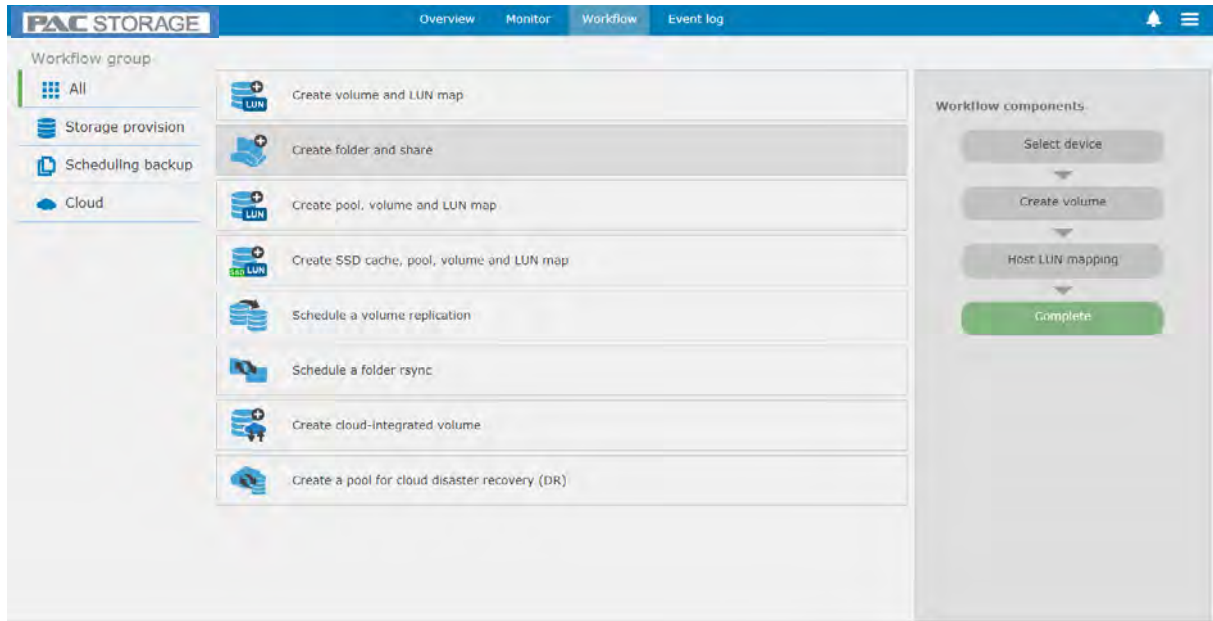 PAC STORAGE
Overview Monitor Workflow Event log
Workflow group
All
Storage provision
Scheduling backup
Cloud
LUN Create volume and LUN map
Create folder and share
LUN Create pool, volume and LUN map
SSD LUN Create SSD cache, pool, volume and LUN map
Schedule a volume replication
Schedule a folder rsync
Create cloud-integrated volume
Create a pool for cloud disaster recovery (DR)
Workflow components
Select device
Create volume
Host LUN mapping
Complete